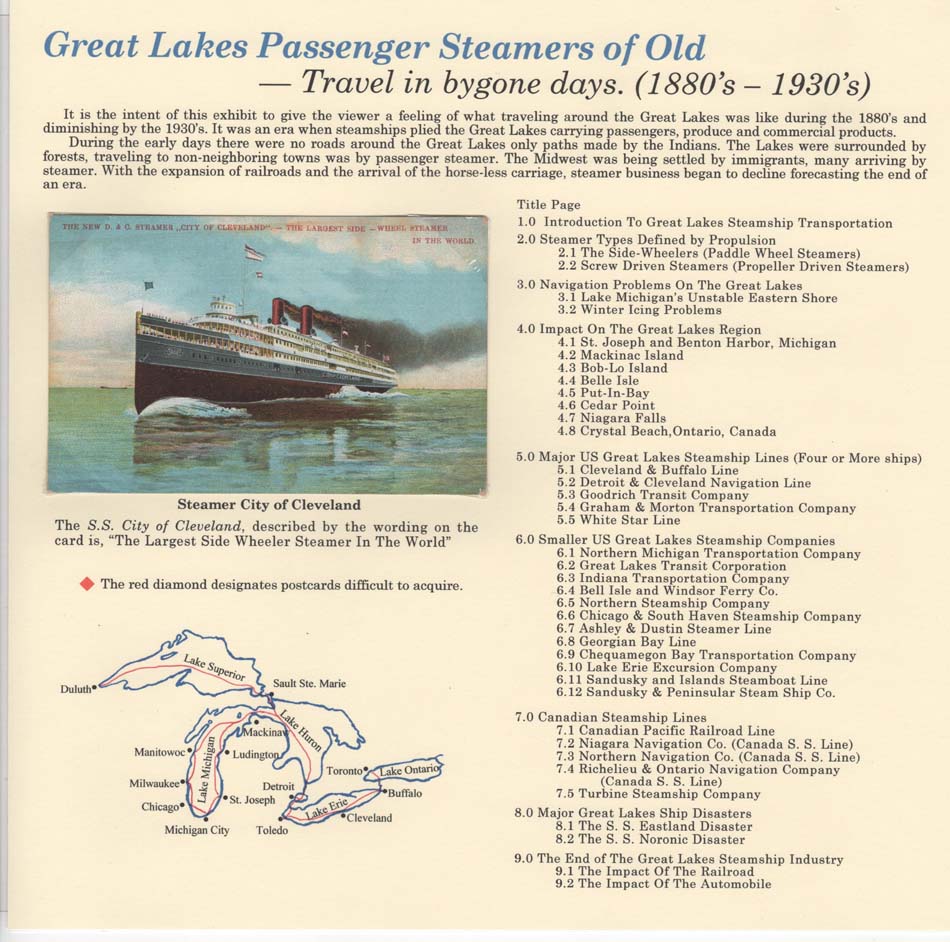 Great Lakes Passenger Steamers of Old
— Travel in bygone days. (1880's – 1930's)
It is the intent of this exhibit to give the viewer a feeling of what traveling around the Great Lakes was like during the 1880's and
diminishing by the 1930's. It was an era when steamships plied the Great Lakes carrying passengers, produce and commercial products.
During the early days there were no roads around the Great Lakes only paths made by the Indians. The Lakes were surrounded by
forests, traveling to non-neighboring towns was by passenger steamer. The Midwest was being settled by immigrants, many arriving by
steamer. With the expansion of railroads and the arrival of the horse-less carriage, steamer business began to decline forecasting the end of
an era.
THE NEW D. & C. STEAMER „CITY OF CLEVELAND". — THE LARGEST SIDE – WHEEL STEAMER
IN THE WORLD.
Steamer City of Cleveland
The S.S. City of Cleveland, described by the wording on the
card is, "The Largest Side Wheeler Steamer In The World"
The red diamond designates postcards difficult to acquire.
Lake Superior
Duluth
Sault Ste. Marie
Mackinaw
Lake Huron
Manitowoc
Ludington
Lake Michigan
Toronto
Lake Ontario
Milwaukee
Detroit
St. Joseph
Buffalo
Chicago
Lake Erie
Michigan City
Toledo
Cleveland
Title Page
1.0 Introduction To Great Lakes Steamship Transportation
2.0 Steamer Types Defined by Propulsion
2.1 The Side-Wheelers (Paddle Wheel Steamers)
2.2 Screw Driven Steamers (Propeller Driven Steamers)
3.0 Navigation Problems On The Great Lakes
3.1 Lake Michigan's Unstable Eastern Shore
3.2 Winter Icing Problems
4.0 Impact On The Great Lakes Region
4.1 St. Joseph and Benton Harbor, Michigan
4.2 Mackinac Island
4.3 Bob-Lo Island
4.4 Belle Isle
4.5 Put-In-Bay
4.6 Cedar Point
4.7 Niagara Falls
4.8 Crystal Beach,Ontario, Canada
5.0 Major US Great Lakes Steamship Lines (Four or More ships)
5.1 Cleveland & Buffalo Line
5.2 Detroit & Cleveland Navigation Line
5.3 Goodrich Transit Company
5.4 Graham & Morton Transportation Company
5.5 White Star Line
6.0 Smaller US Great Lakes Steamship Companies
6.1 Northern Michigan Transportation Company
6.2 Great Lakes Transit Corporation
6.3 Indiana Transportation Company
6.4 Bell Isle and Windsor Ferry Co.
6.5 Northern Steamship Company
6.6 Chicago & South Haven Steamship Company
6.7 Ashley & Dustin Steamer Line
6.8 Georgian Bay Line
6.9 Chequamegon Bay Transportation Company
6.10 Lake Erie Excursion Company
6.11 Sandusky and Islands Steamboat Line
6.12 Sandusky & Peninsular Steam Ship Co.
7.0 Canadian Steamship Lines
7.1 Canadian Pacific Railroad Line
7.2 Niagara Navigation Co. (Canada S. S. Line)
7.3 Northern Navigation Co. (Canada S. S. Line)
7.4 Richelieu & Ontario Navigation Company
(Canada S. S. Line)
7.5 Turbine Steamship Company
8.0 Major Great Lakes Ship Disasters
8.1 The S. S. Eastland Disaster
8.2 The S. S. Noronic Disaster
9.0 The End of The Great Lakes Steamship Industry
9.1 The Impact Of The Railroad
9.2 The Impact Of The Automobile